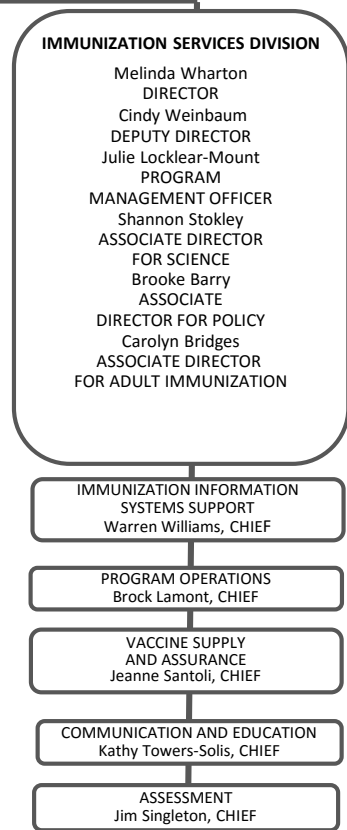 IMMUNIZATION SERVICES DIVISION
Melinda Wharton
DIRECTOR
Cindy Weinbaum
DEPUTY DIRECTOR
Julie Locklear-Mount
PROGRAM
MANAGEMENT OFFICER
Shannon Stokley
ASSOCIATE DIRECTOR
FOR SCIENCE
Brooke Barry
ASSOCIATE
DIRECTOR FOR POLICY
Carolyn Bridges
ASSOCIATE DIRECTOR
FOR ADULT IMMUNIZATION
IMMUNIZATION INFORMATION
SYSTEMS SUPPORT
Warren Williams, CHIEF
PROGRAM OPERATIONS
Brock Lamont, CHIEF
VACCINE SUPPLY
AND ASSURANCE
Jeanne Santoli, CHIEF
COMMUNICATION AND EDUCATION
Kathy Towers-Solis, CHIEF
ASSESSMENT
Jim Singleton, CHIEF